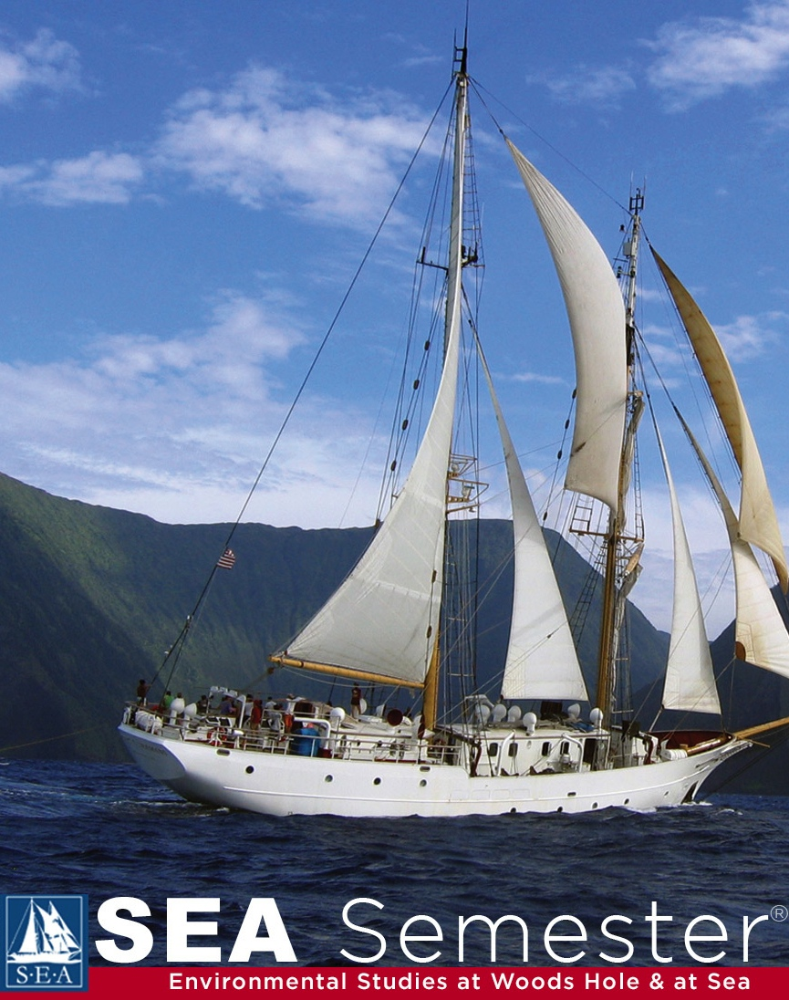 SEA Semester®
S·E·A
Environmental Studies at Woods Hole & at Sea